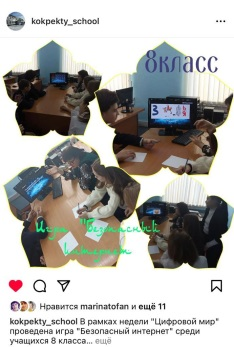 kokpekty_school
8класс
Игра "Безопасный
Интернет
Нравится marinatofan и ещё 11
kokpekty_school В рамках недели "Цифровой мир"
проведена игра "Безопасный интернет" среди
учащихся 8 класса... ещё